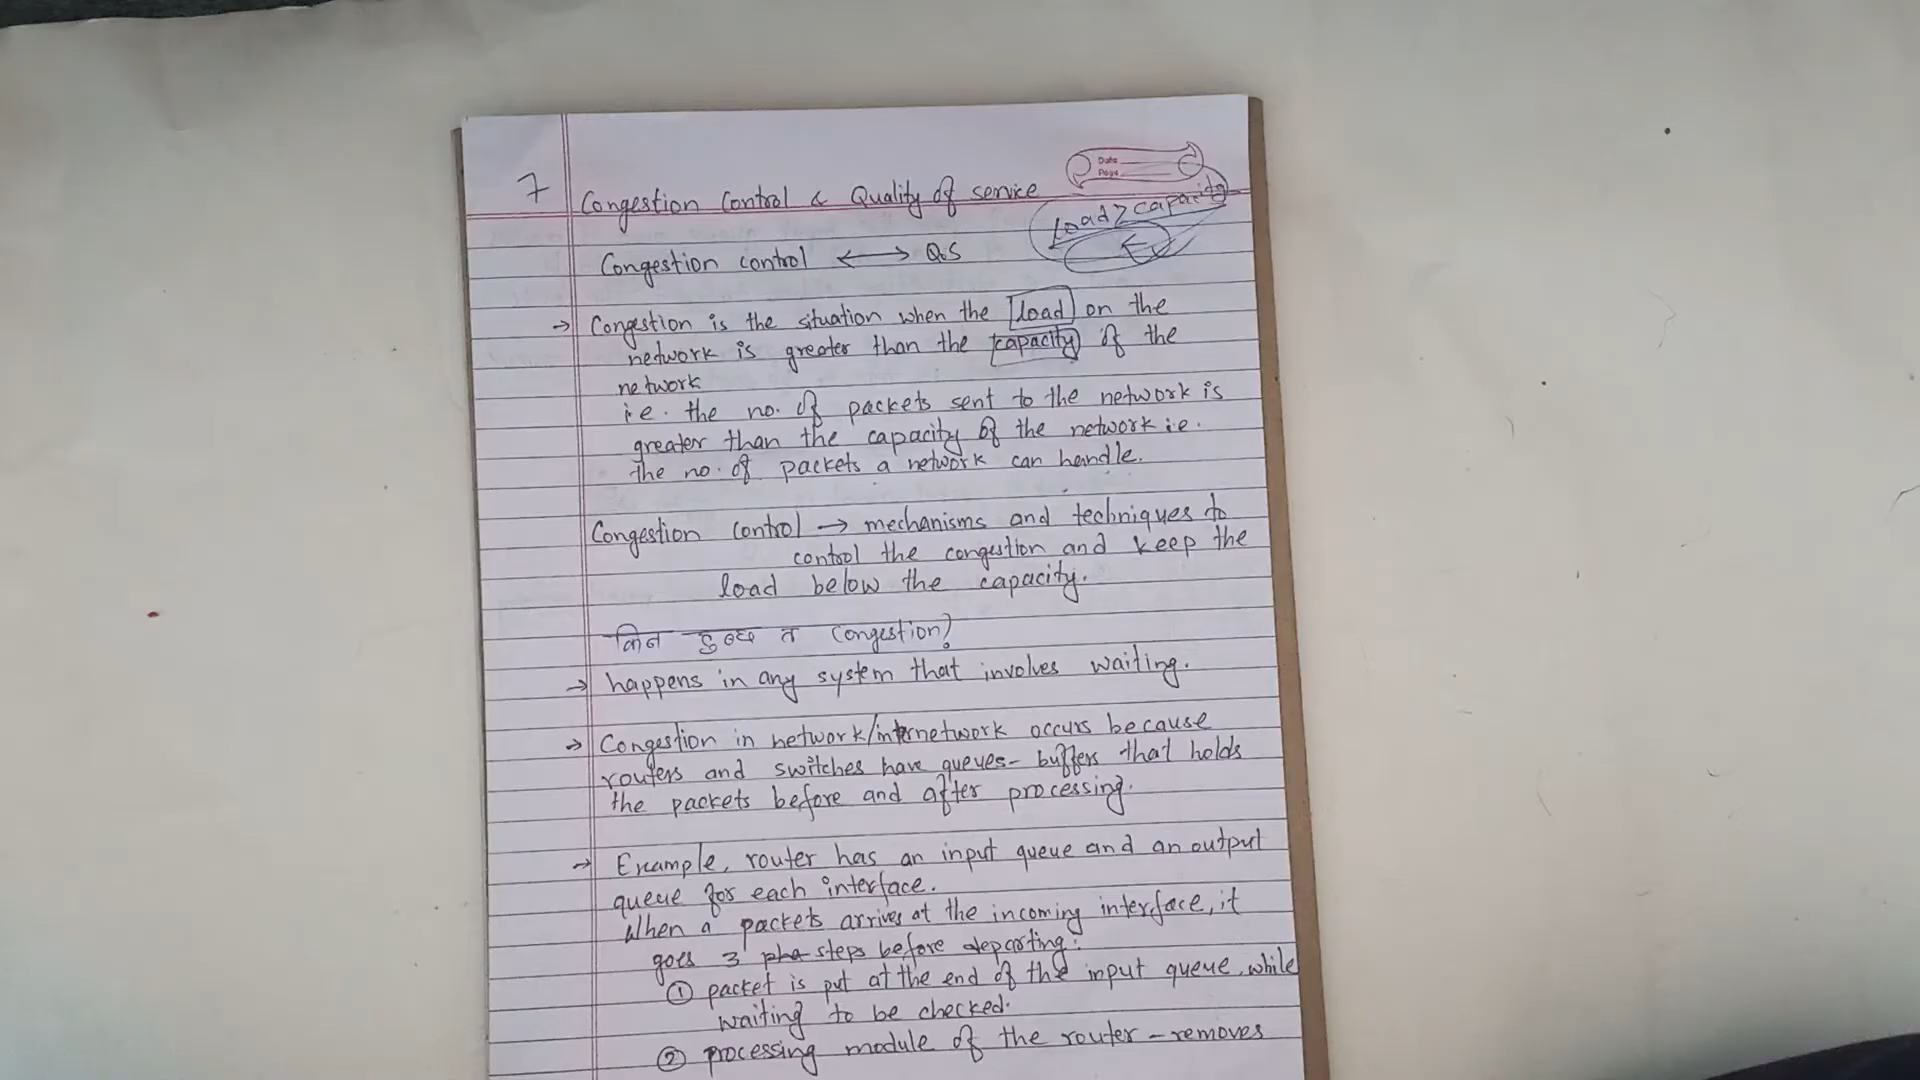 Date
Page
7 Congestion Control & Quality of service
Load > capacity
Congestion control ⟷ QoS
→ Congestion is the situation when the load on the
network is greater than the capacity of the
network
i.e. the no. of packets sent to the network is
greater than the capacity of the network i.e.
the no. of packets a network can handle.
Congestion Control → mechanisms and techniques to
control the congestion and keep the
load below the capacity.
किन हुन्छ त Congestion?
→ happens in any system that involves waiting.
→ Congestion in network/internetwork occurs because
routers and switches have queues- buffers that holds
the packets before and after processing.
→ Example, router has an input queue and an output
queue for each interface.
When a packets arrives at the incoming interface, it
goes 3 pha steps before departing:
① packet is put at the end of the input queue while
waiting to be checked.
② processing module of the router - removes